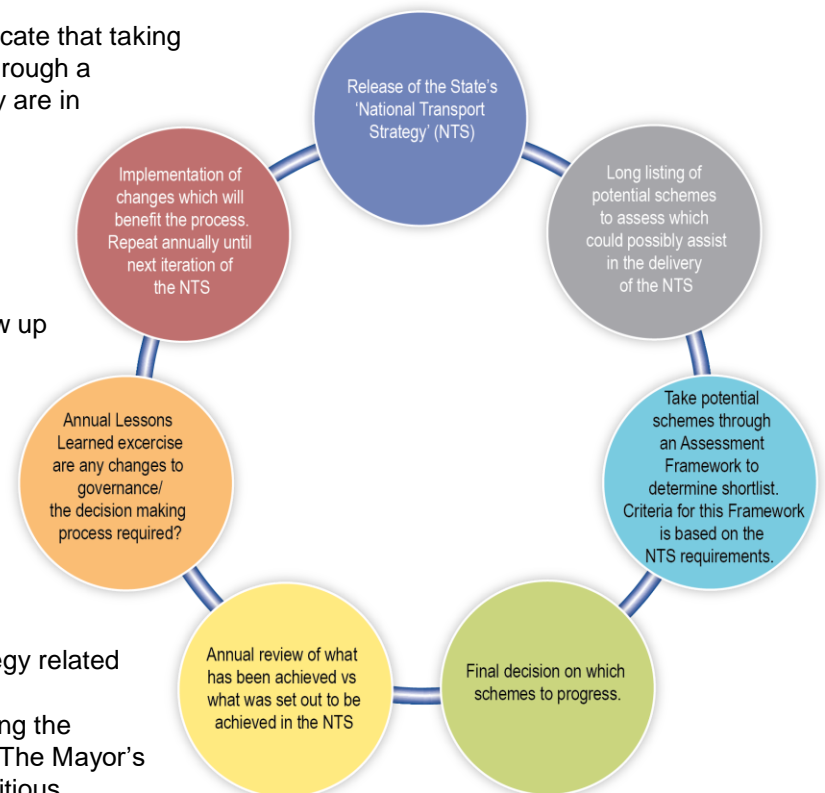 cate that taking
rough a
y are in
w up
egy related
ng the
The Mayor's
itious
Release of the State's
'National Transport
Strategy' (NTS)
Long listing of
potential schemes
to assess which
could possibly assist
in the delivery
of the NTS
Take potential
schemes through
an Assessment
Framework to
determine shortlist.
Criteria for this Framework
is based on the
NTS requirements.
Final decision on which
schemes to progress.
Annual review of what
has been achieved vs
what was set out to be
achieved in the NTS
Annual Lessons
Learned excercise
are any changes to
governance/
the decision making
process required?
Implementation of
changes which will
benefit the process.
Repeat annually until
next iteration of
the NTS